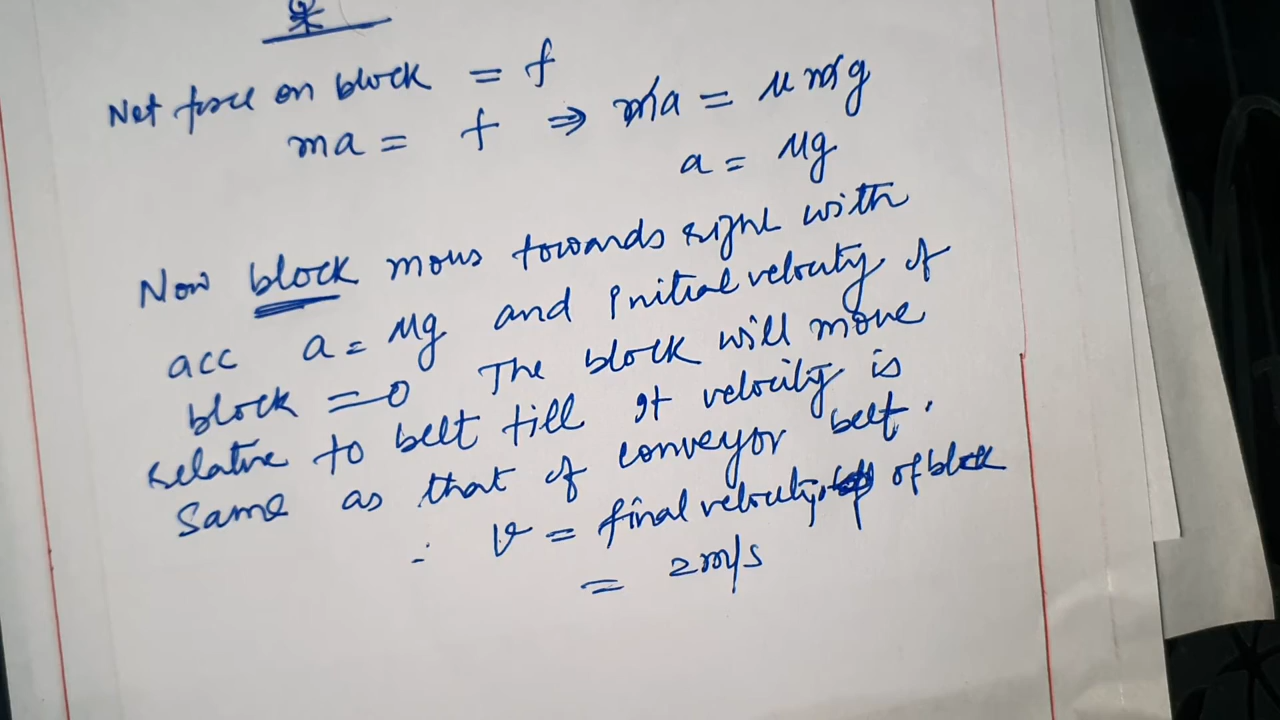 Net force on block = f
ma = f ⇒ ma = μmg
a = μg
Now block moves towards right with
acc a = μg and initial velocity of
block = 0 The block will move
relative to belt till it velocity is
same as that of conveyor belt.
∴ v = final velocity of block
= 2m/s